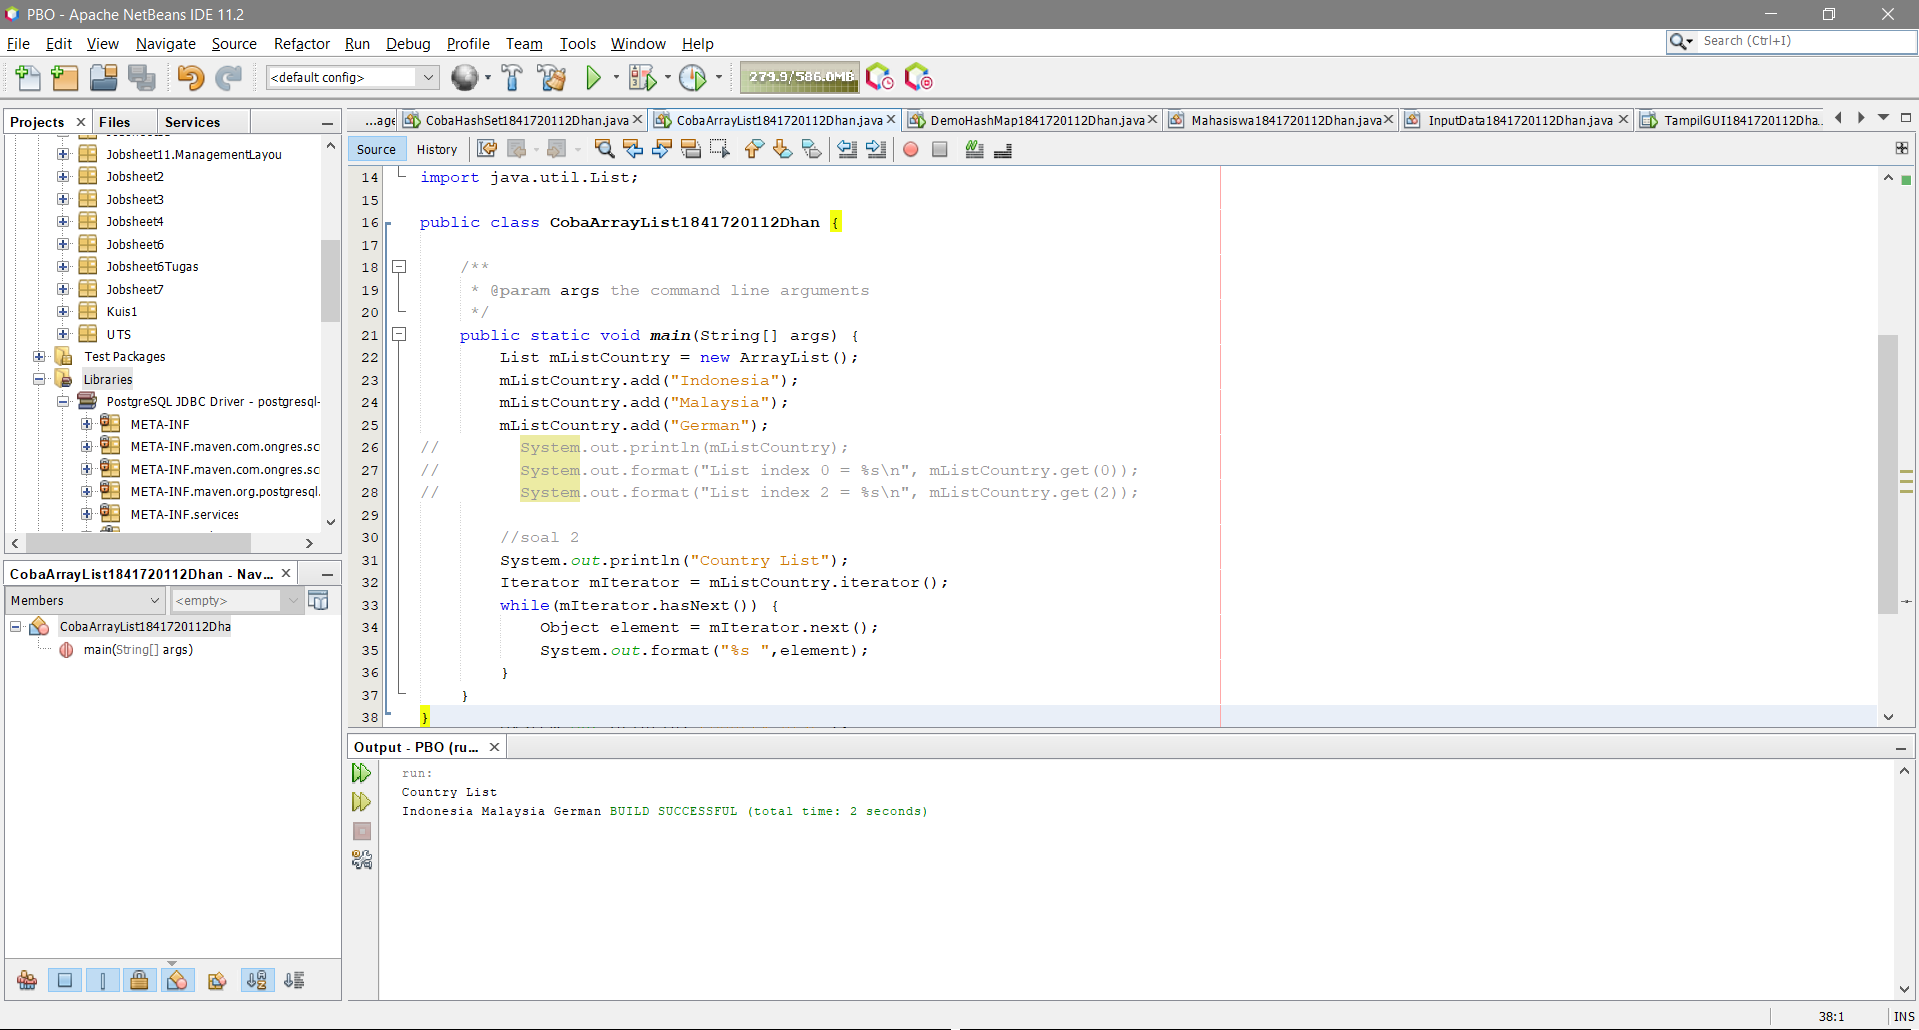 PBO - Apache NetBeans IDE 11.2
File Edit View Navigate Source Refactor Run Debug Profile Team Tools Window Help
Search (Ctrl+I)
<default config>
279.9/586.0MB
Projects
Files
Services
Jobsheet11.ManagementLayou
Jobsheet2
Jobsheet3
Jobsheet4
Jobsheet6
Jobsheet6Tugas
Jobsheet7
Kuis1
UTS
Test Packages
Libraries
PostgreSQL JDBC Driver - postgresql-
META-INF
META-INF.maven.com.ongres.sc
META-INF.maven.com.ongres.sc
META-INF.maven.org.postgresql.
META-INF.services
CobaArrayList1841720112Dhan - Nav...
Members
<empty>
CobaArrayList1841720112Dha
main(String[] args)
...age
CobaHashSet1841720112Dhan.java
CobaArrayList1841720112Dhan.java
DemoHashMap1841720112Dhan.java
Mahasiswa1841720112Dhan.java
InputData1841720112Dhan.java
TampilGUI1841720112Dha...
Source History
14 import java.util.List;
15
16 public class CobaArrayList1841720112Dhan {
17
18 /**
19 * @param args the command line arguments
20 */
21 public static void main(String[] args) {
22 List mListCountry = new ArrayList();
23 mListCountry.add("Indonesia");
24 mListCountry.add("Malaysia");
25 mListCountry.add("German");
26 // System.out.println(mListCountry);
27 // System.out.format("List index 0 = %s\n", mListCountry.get(0));
28 // System.out.format("List index 2 = %s\n", mListCountry.get(2));
29
30 //soal 2
31 System.out.println("Country List");
32 Iterator mIterator = mListCountry.iterator();
33 while(mIterator.hasNext()) {
34 Object element = mIterator.next();
35 System.out.format("%s ",element);
36 }
37 }
38 }
Output - PBO (ru...
run:
Country List
Indonesia Malaysia German BUILD SUCCESSFUL (total time: 2 seconds)
38:1
INS